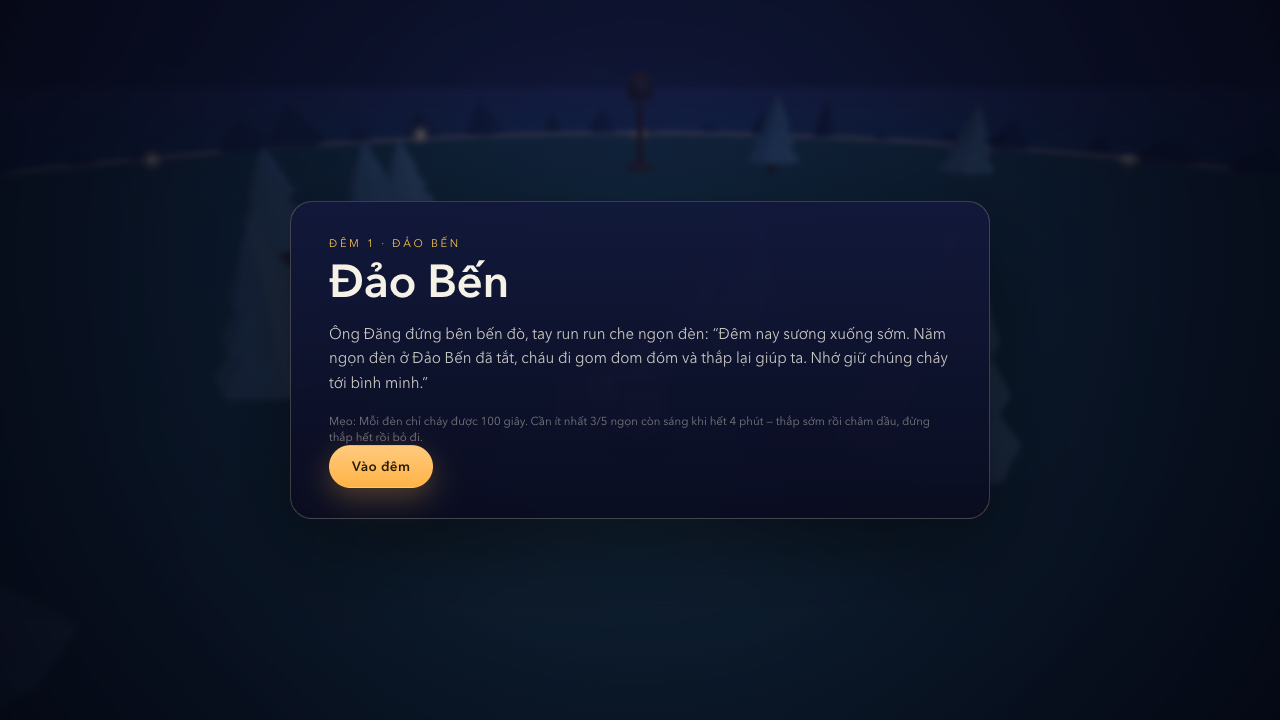 ĐÊM 1 · ĐẢO BẾN
Đảo Bến
Ông Đăng đứng bên bến đò, tay run run che ngọn đèn: “Đêm nay sương xuống sớm. Năm
ngọn đèn ở Đảo Bến đã tắt, cháu đi gom đom đóm và thắp lại giúp ta. Nhớ giữ chúng cháy
tới bình minh.”
Mẹo: Mỗi đèn chỉ cháy được 100 giây. Cần ít nhất 3/5 ngọn còn sáng khi hết 4 phút – thắp sớm rồi châm dầu, đừng
thắp hết rồi bỏ đi.
Vào đêm